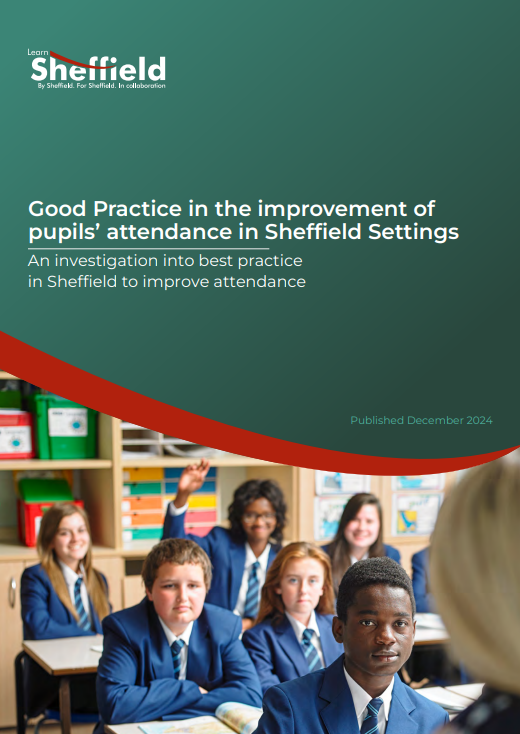 Learn
Sheffield
By Sheffield. For Sheffield. In collaboration
Good Practice in the improvement of
pupils’ attendance in Sheffield Settings
An investigation into best practice
in Sheffield to improve attendance
Published December 2024